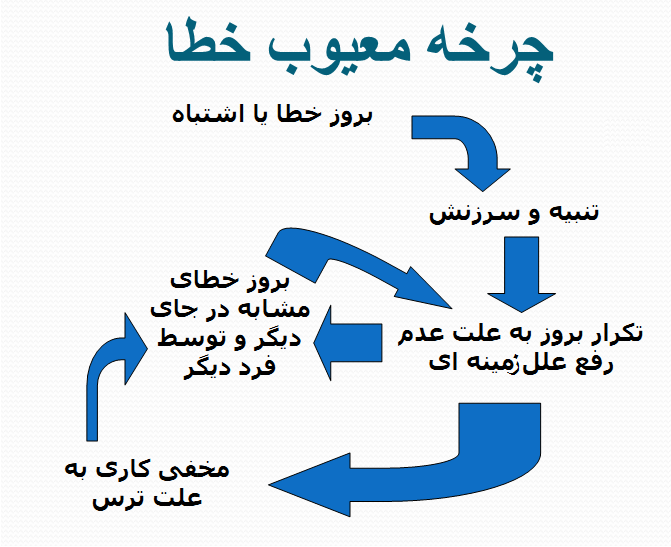 چرخه معیوب خطا
بروز خطا یا اشتباه
تنبیه و سرزنش
تکرار بروز به علت عدم
رفع علل زمینه ای
بروز خطای
مشابه در جای
دیگر و توسط
فرد دیگر
مخفی کاری به
علت ترس